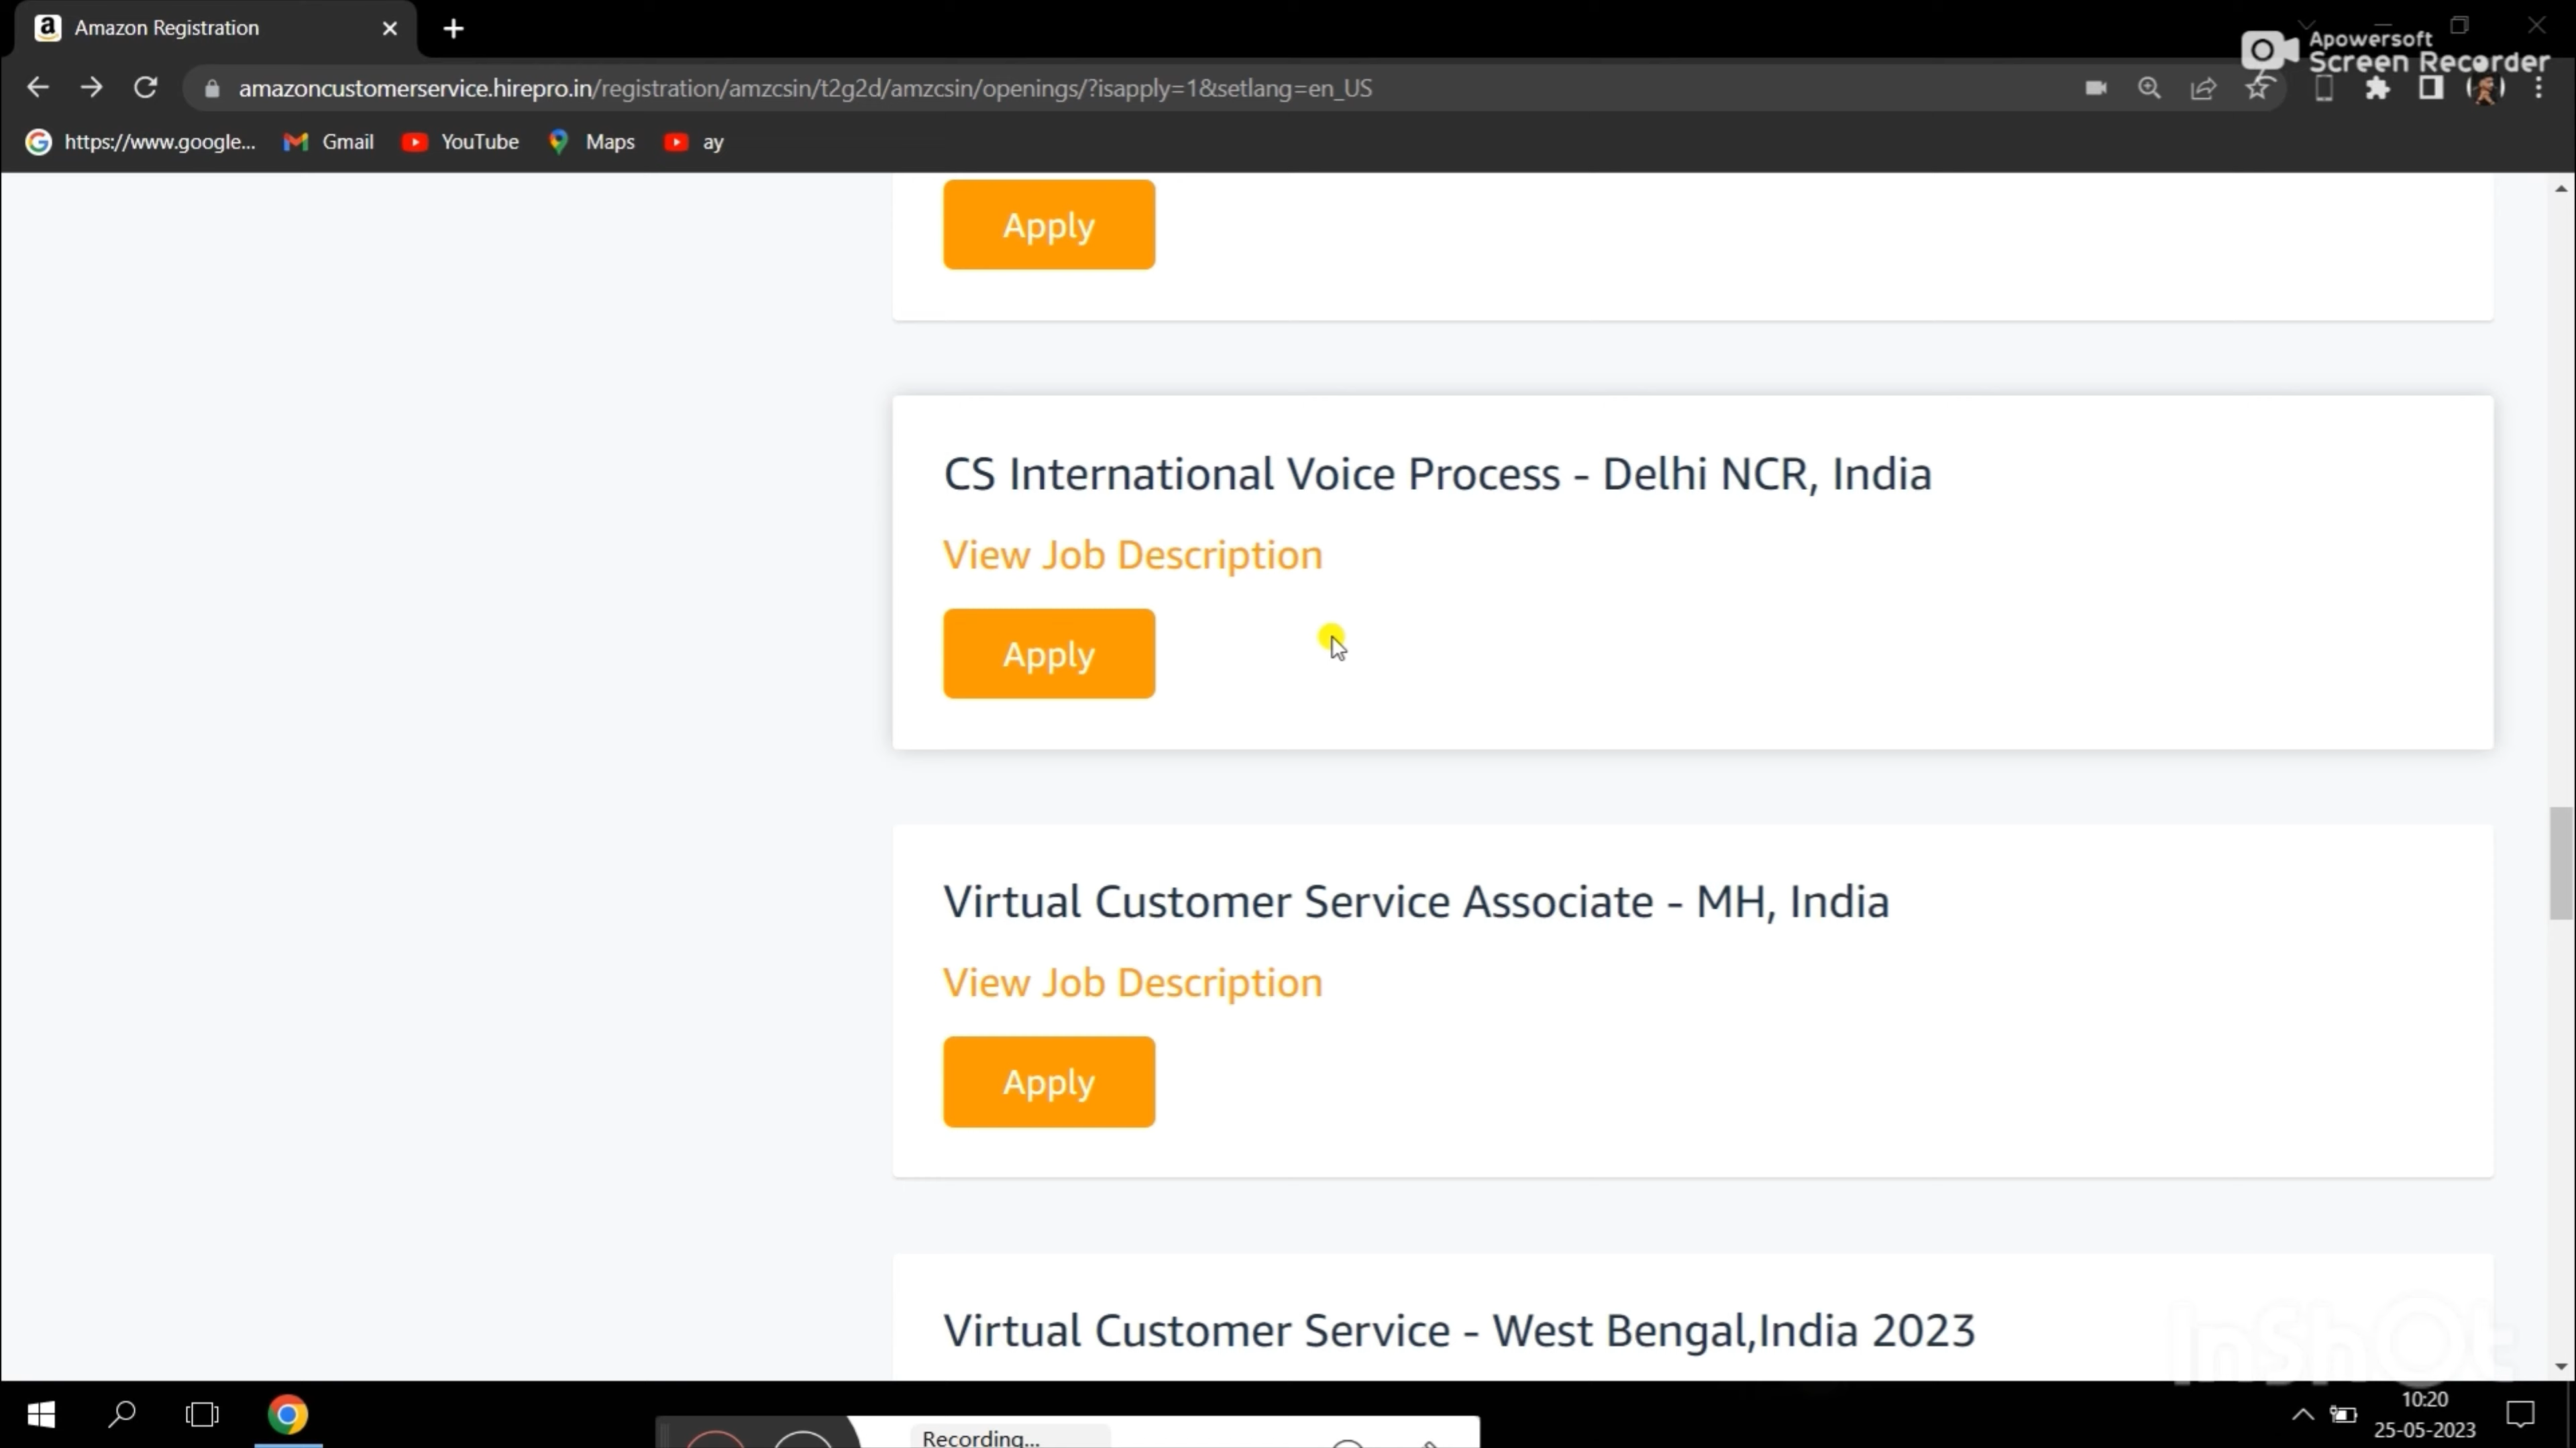 Amazon Registration
Apowersoft
Screen Recorder
amazoncustomerservice.hirepro.in/registration/amzcsin/t2g2d/amzcsin/openings/?isapply=1&setlang=en_US
https://www.google... Gmail YouTube Maps ay
Apply
CS International Voice Process - Delhi NCR, India
View Job Description
Apply
Virtual Customer Service Associate - MH, India
View Job Description
Apply
Virtual Customer Service - West Bengal,India 2023
InShOt
10:20
Recording...
25-05-2023